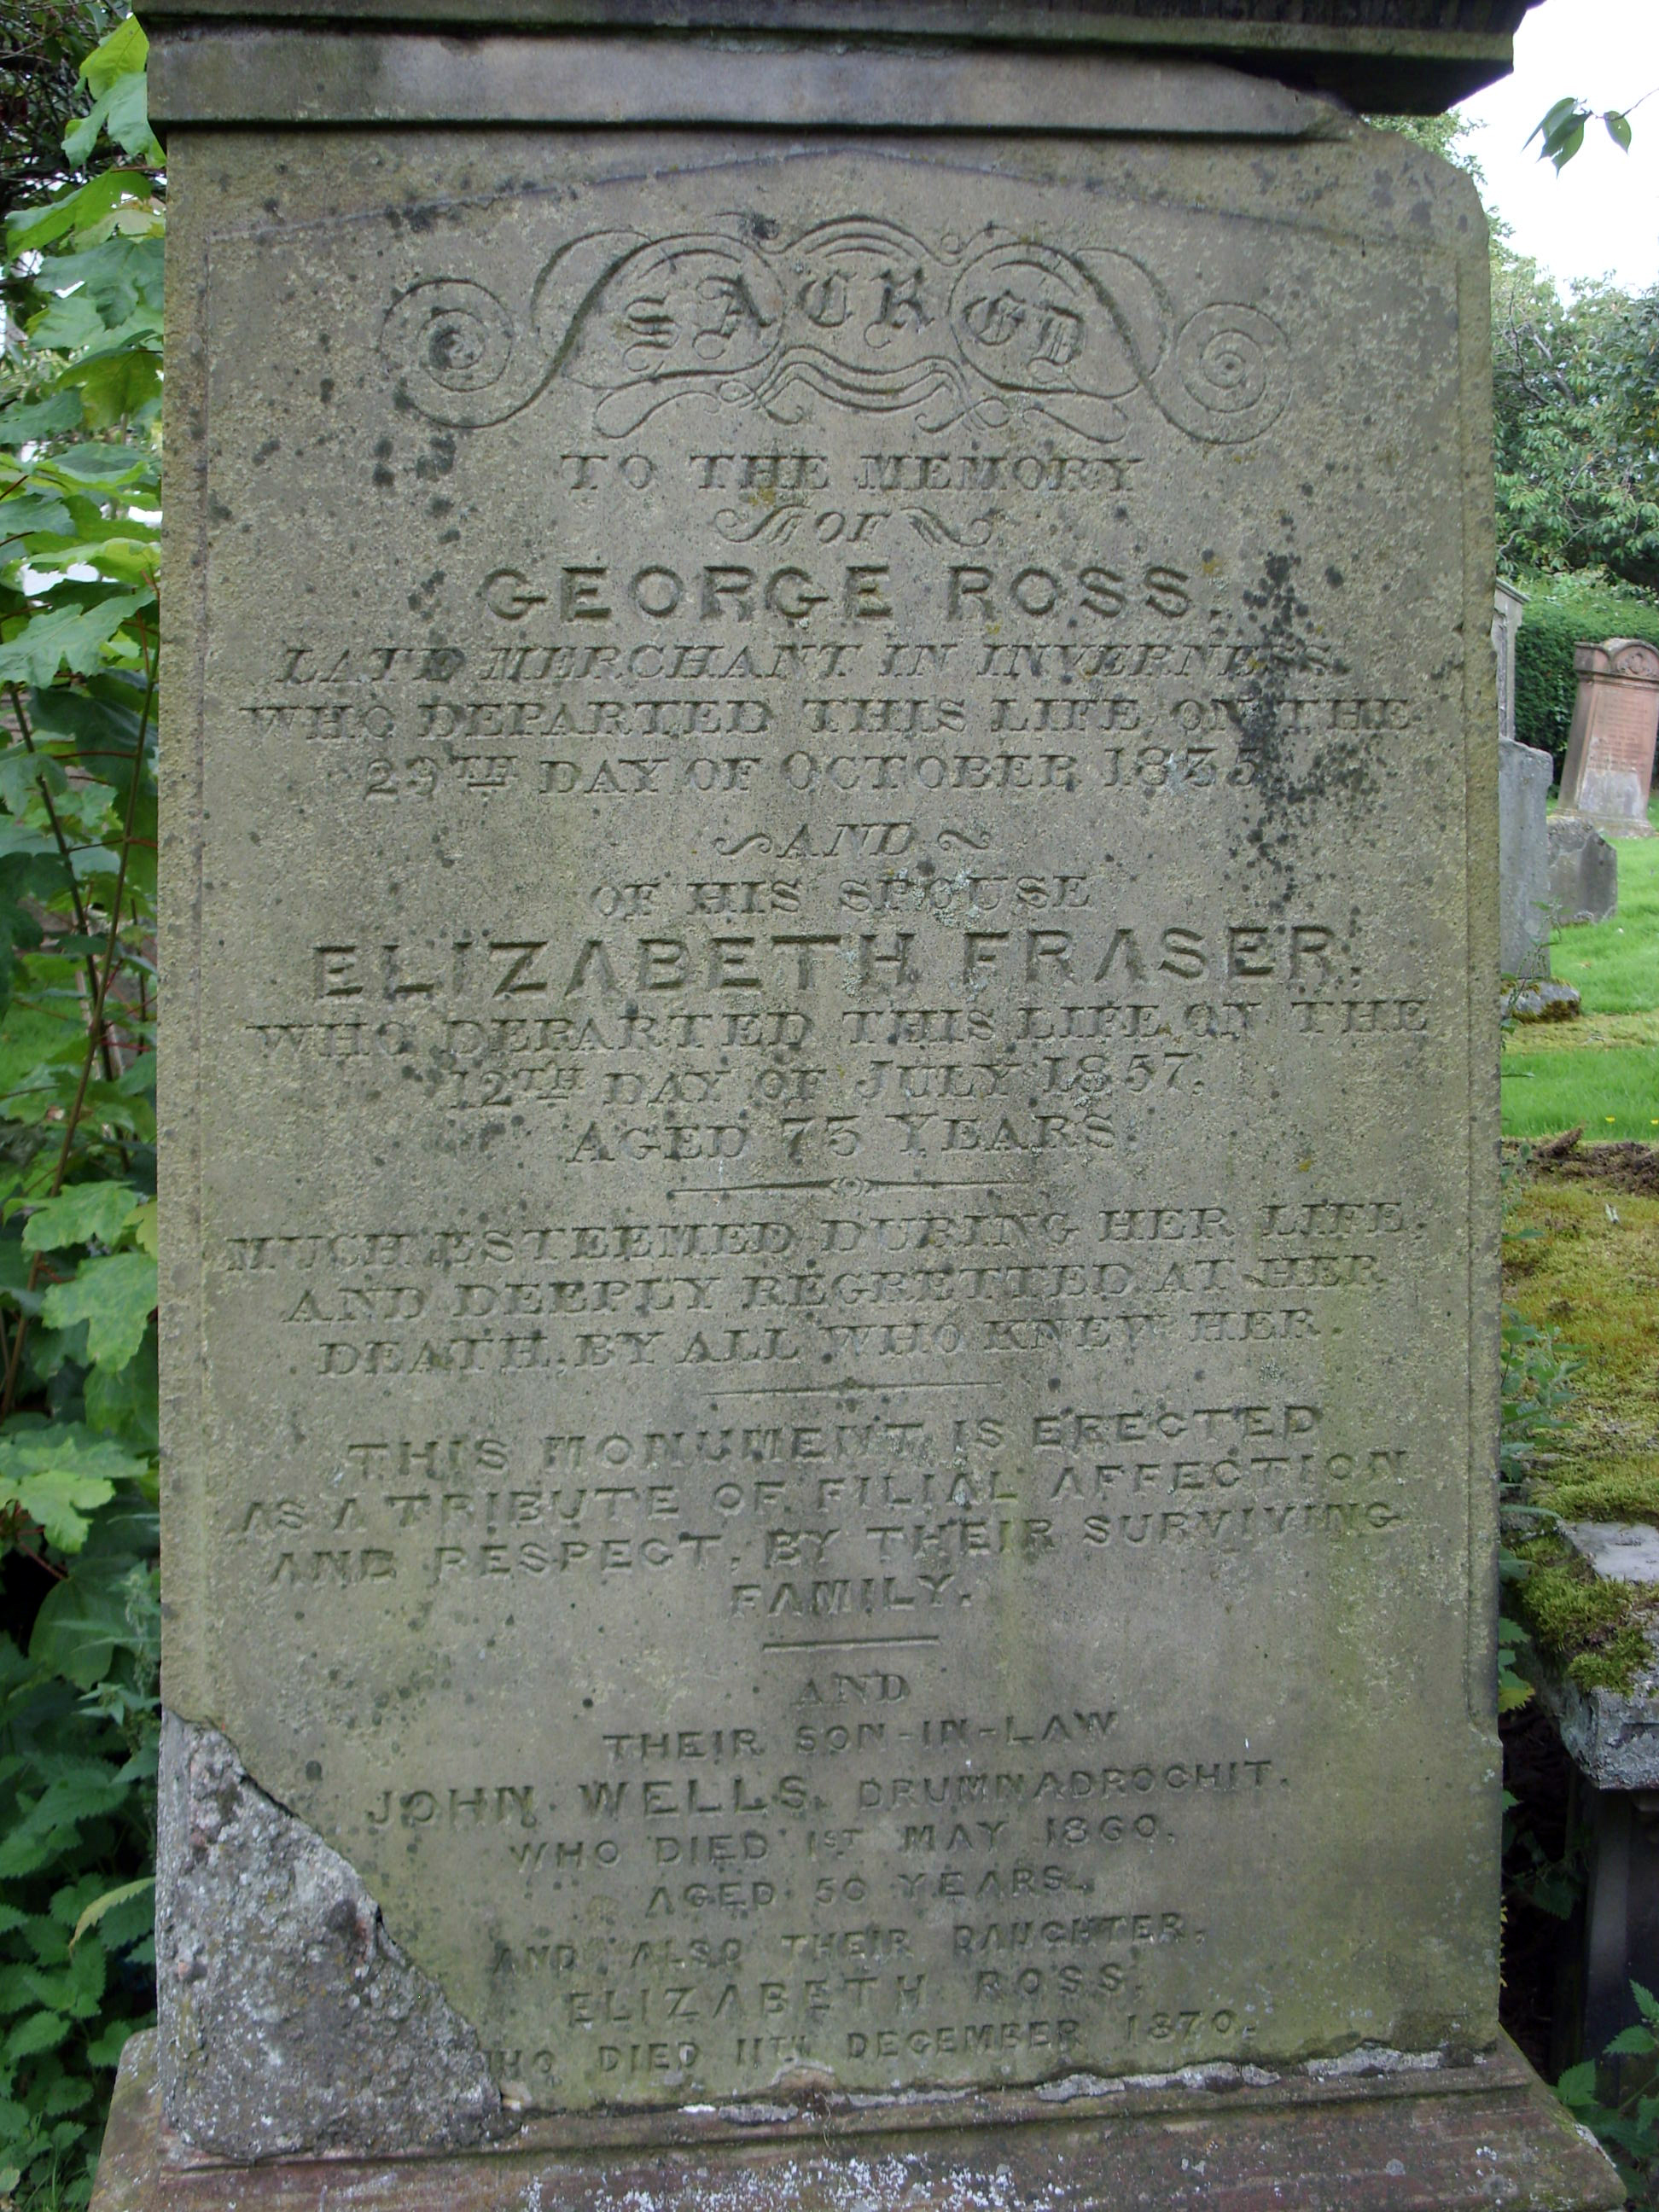 SACRED
TO THE MEMORY
OF
GEORGE ROSS,
LATE MERCHANT IN INVERNESS
WHO DEPARTED THIS LIFE ON THE
29TH DAY OF OCTOBER 1835
AND
OF HIS SPOUSE
ELIZABETH FRASER,
WHO DEPARTED THIS LIFE ON THE
12TH DAY OF JULY 1857.
AGED 75 YEARS
MUCH ESTEEMED DURING HER LIFE,
AND DEEPLY REGRETTED AT HER
DEATH, BY ALL WHO KNEW HER.
THIS MONUMENT IS ERECTED
AS A TRIBUTE OF FILIAL AFFECTION
AND RESPECT, BY THEIR SURVIVING
FAMILY.
AND
THEIR SON-IN-LAW
JOHN WELLS, DRUMNADROCHIT.
WHO DIED 1ST MAY 1860.
AGED 50 YEARS.
AND ALSO THEIR DAUGHTER,
ELIZABETH ROSS,
HO DIED 11TH DECEMBER 1870.